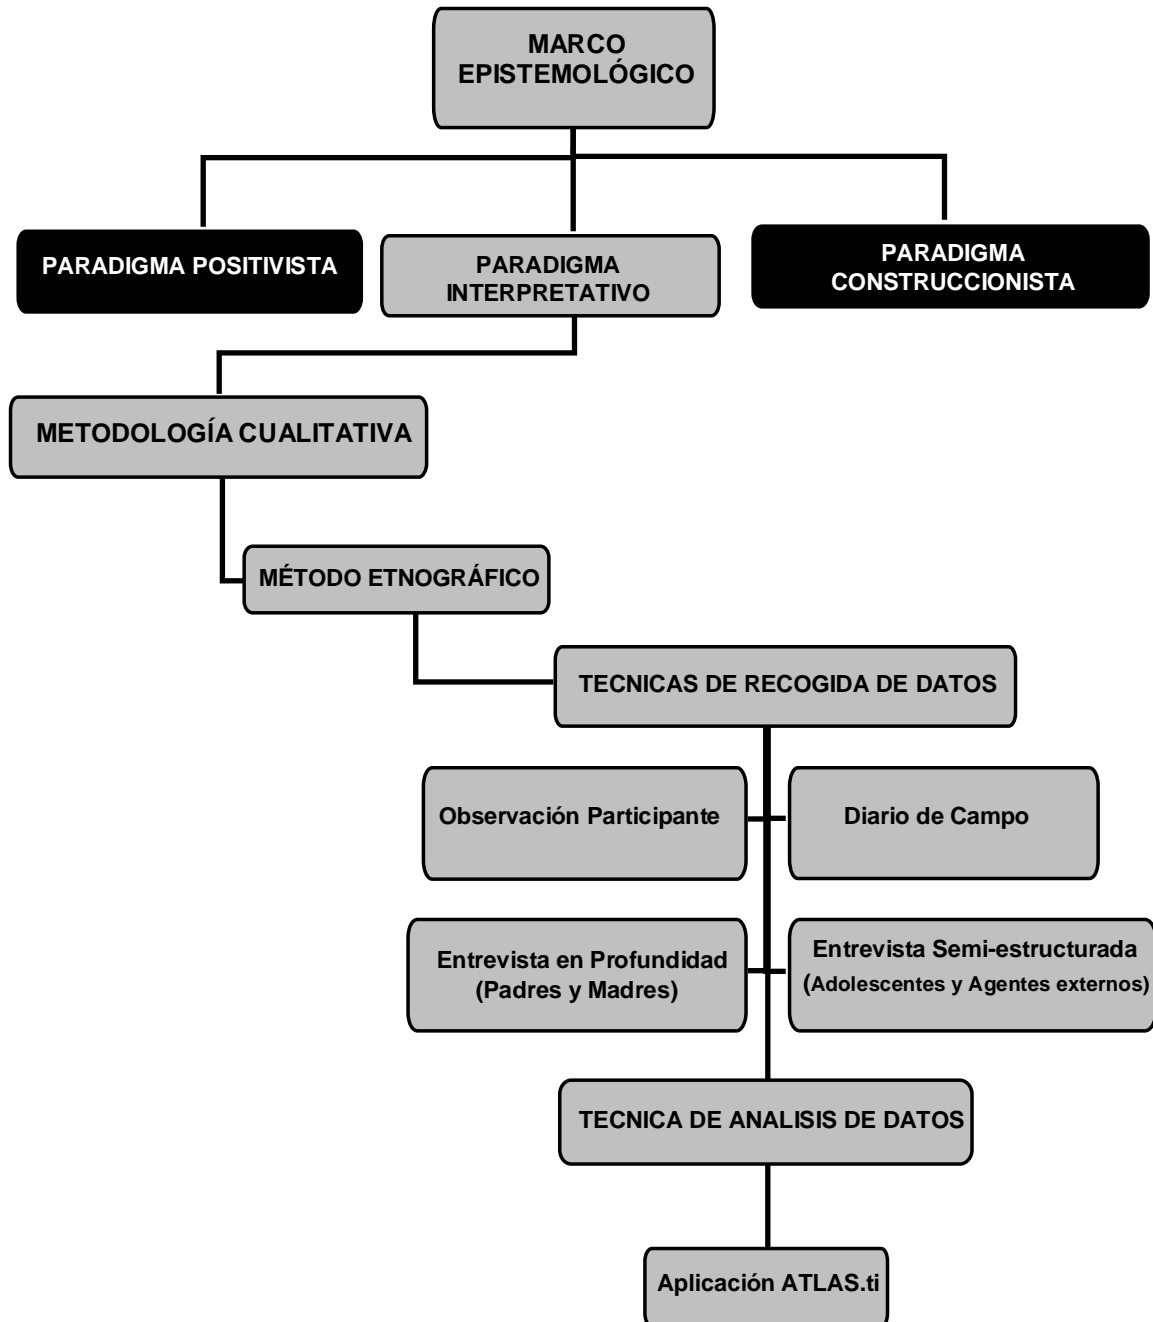 MARCO
EPISTEMOLÓGICO
PARADIGMA POSITIVISTA
PARADIGMA
INTERPRETATIVO
PARADIGMA
CONSTRUCCIONISTA
METODOLOGÍA CUALITATIVA
MÉTODO ETNOGRÁFICO
TECNICAS DE RECOGIDA DE DATOS
Observación Participante
Diario de Campo
Entrevista en Profundidad
(Padres y Madres)
Entrevista Semi-estructurada
(Adolescentes y Agentes externos)
TECNICA DE ANALISIS DE DATOS
Aplicación ATLAS.ti